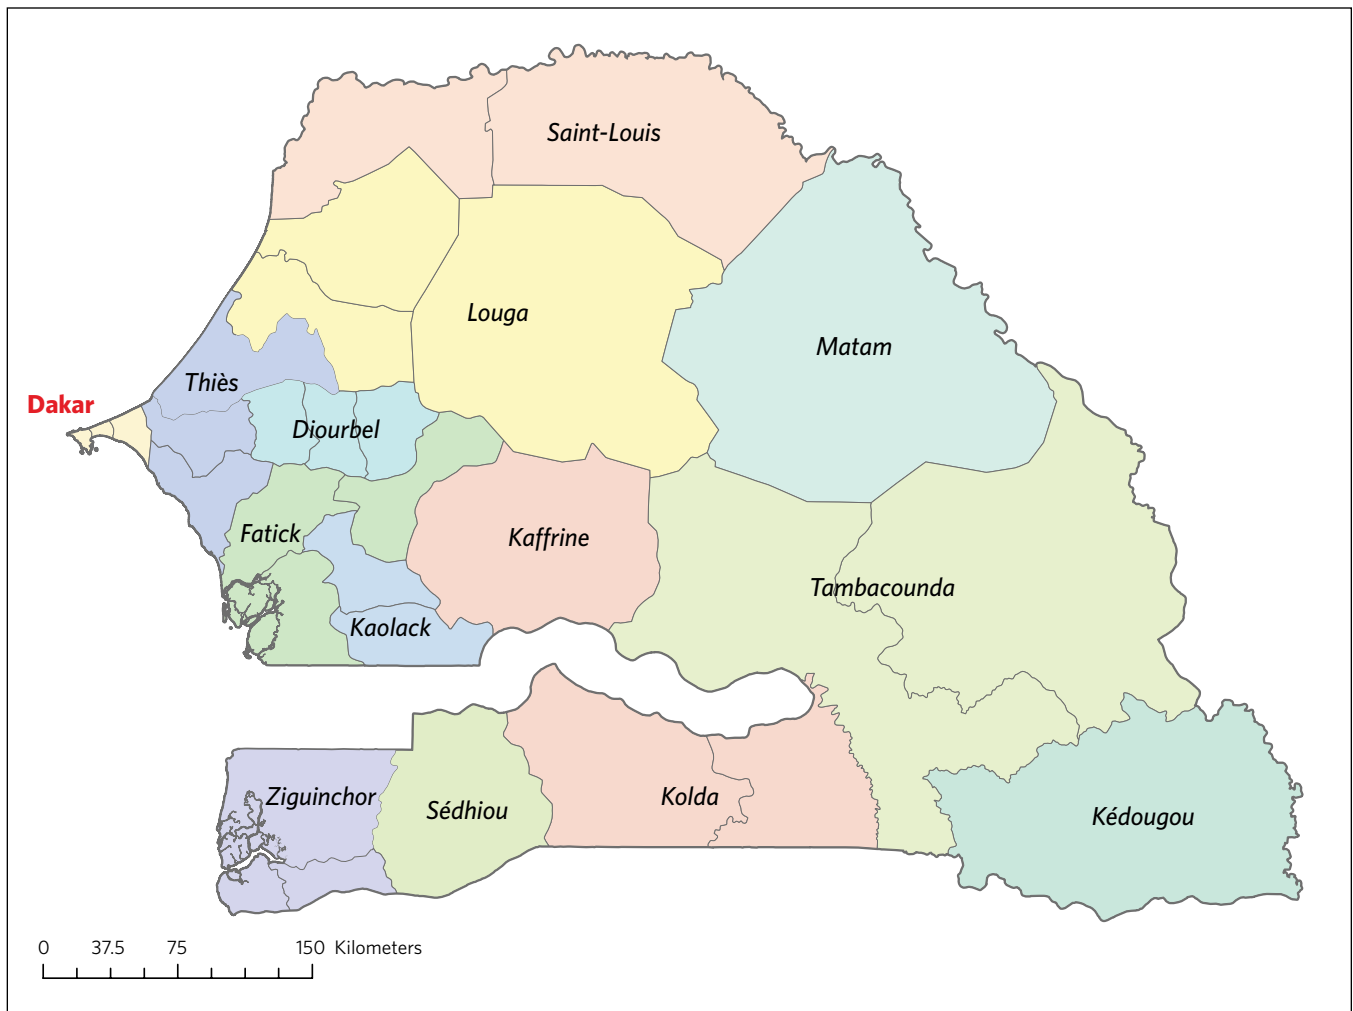 Saint-Louis
Louga
Matam
Thiès
Dakar
Diourbel
Fatick
Kaffrine
Tambacounda
Kaolack
Ziguinchor
Sédhiou
Kolda
Kédougou
0 37.5 75 150 Kilometers